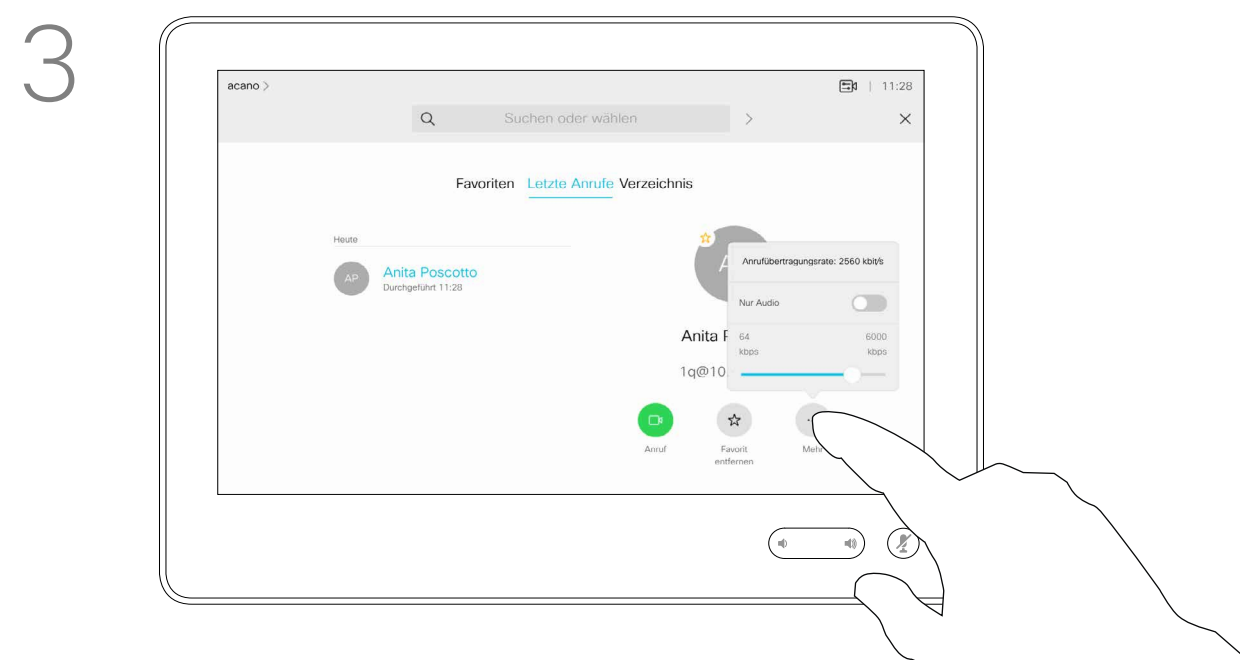 3
acano >
11:28
Suchen oder wählen
Favoriten Letzte Anrufe Verzeichnis
Heute
AP
Anita Poscotto
Durchgeführt 11:28
A
Anrufübertragungsrate: 2560 kbit/s
Nur Audio
64 6000
kbps kbps
Anita P
1q@10.
Anruf
Favorit
entfernen
Mehr